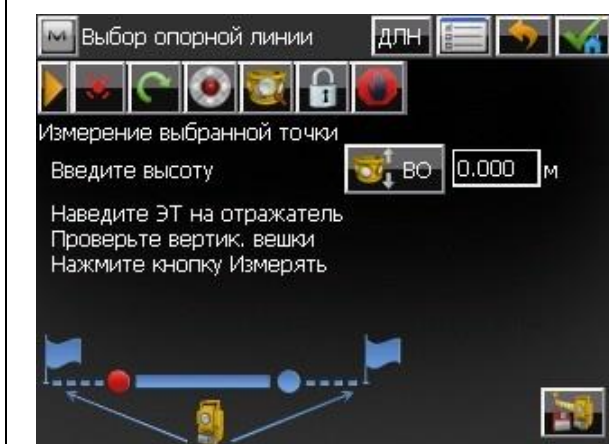 Выбор опорной линии
ДЛН
Измерение выбранной точки
Введите высоту
ВО
0.000 м
Наведите ЭТ на отражатель
Проверьте вертик. вешки
Нажмите кнопку Измерять